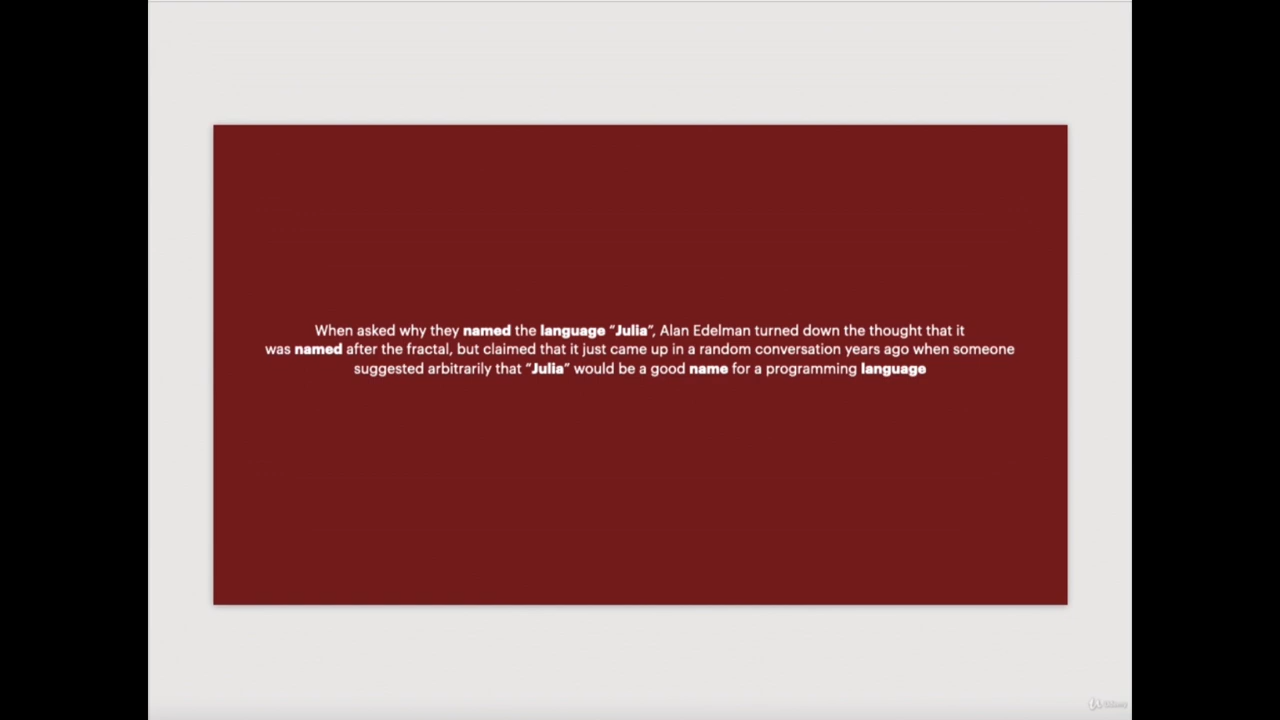 When asked why they named the language “Julia”, Alan Edelman turned down the thought that it
was named after the fractal, but claimed that it just came up in a random conversation years ago when someone
suggested arbitrarily that “Julia” would be a good name for a programming language